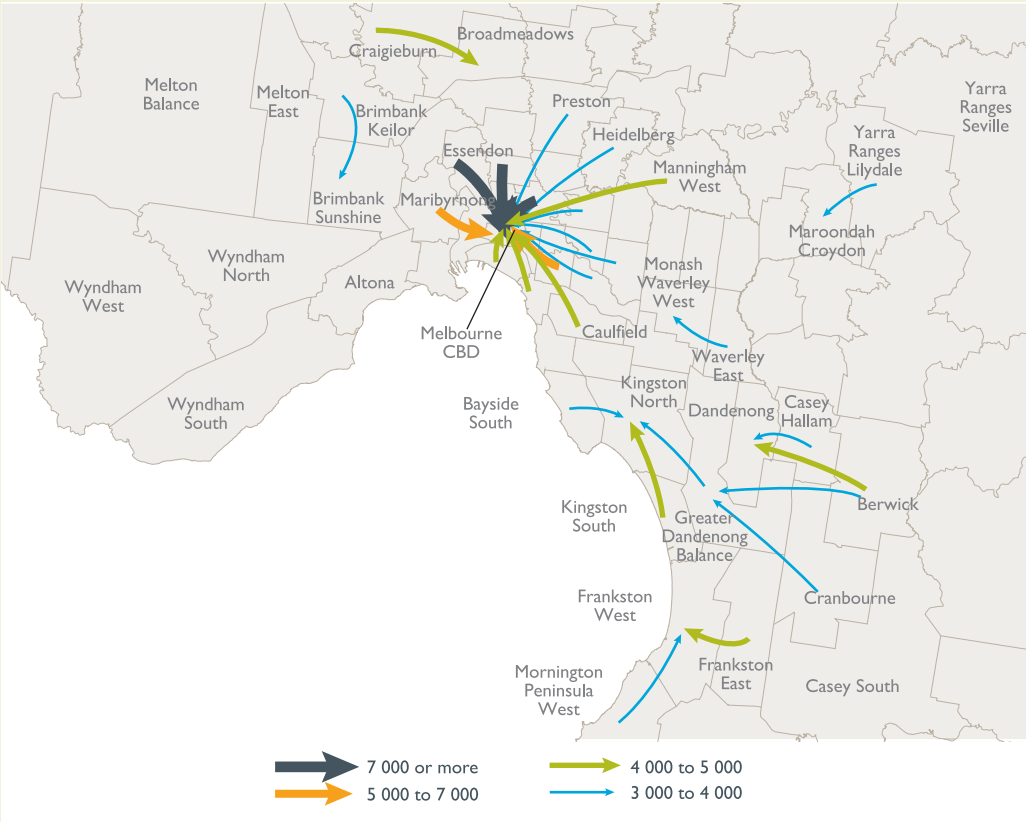 Broadmeadows
Craigieburn
Melton
Balance
Melton
East
Brimbank
Keilor
Preston
Heidelberg
Yarra
Ranges
Seville
Yarra
Ranges
Lilydale
Essendon
Manningham
West
Brimbank
Sunshine
Maribyrnong
Maroondah
Croydon
Wyndham
North
Wyndham
West
Altona
Monash
Waverley
West
Melbourne
CBD
Caulfield
Waverley
East
Wyndham
South
Bayside
South
Kingston
North
Dandenong
Casey
Hallam
Kingston
South
Greater
Dandenong
Balance
Berwick
Frankston
West
Cranbourne
Mornington
Peninsula
West
Frankston
East
Casey South
7 000 or more
5 000 to 7 000
4 000 to 5 000
3 000 to 4 000